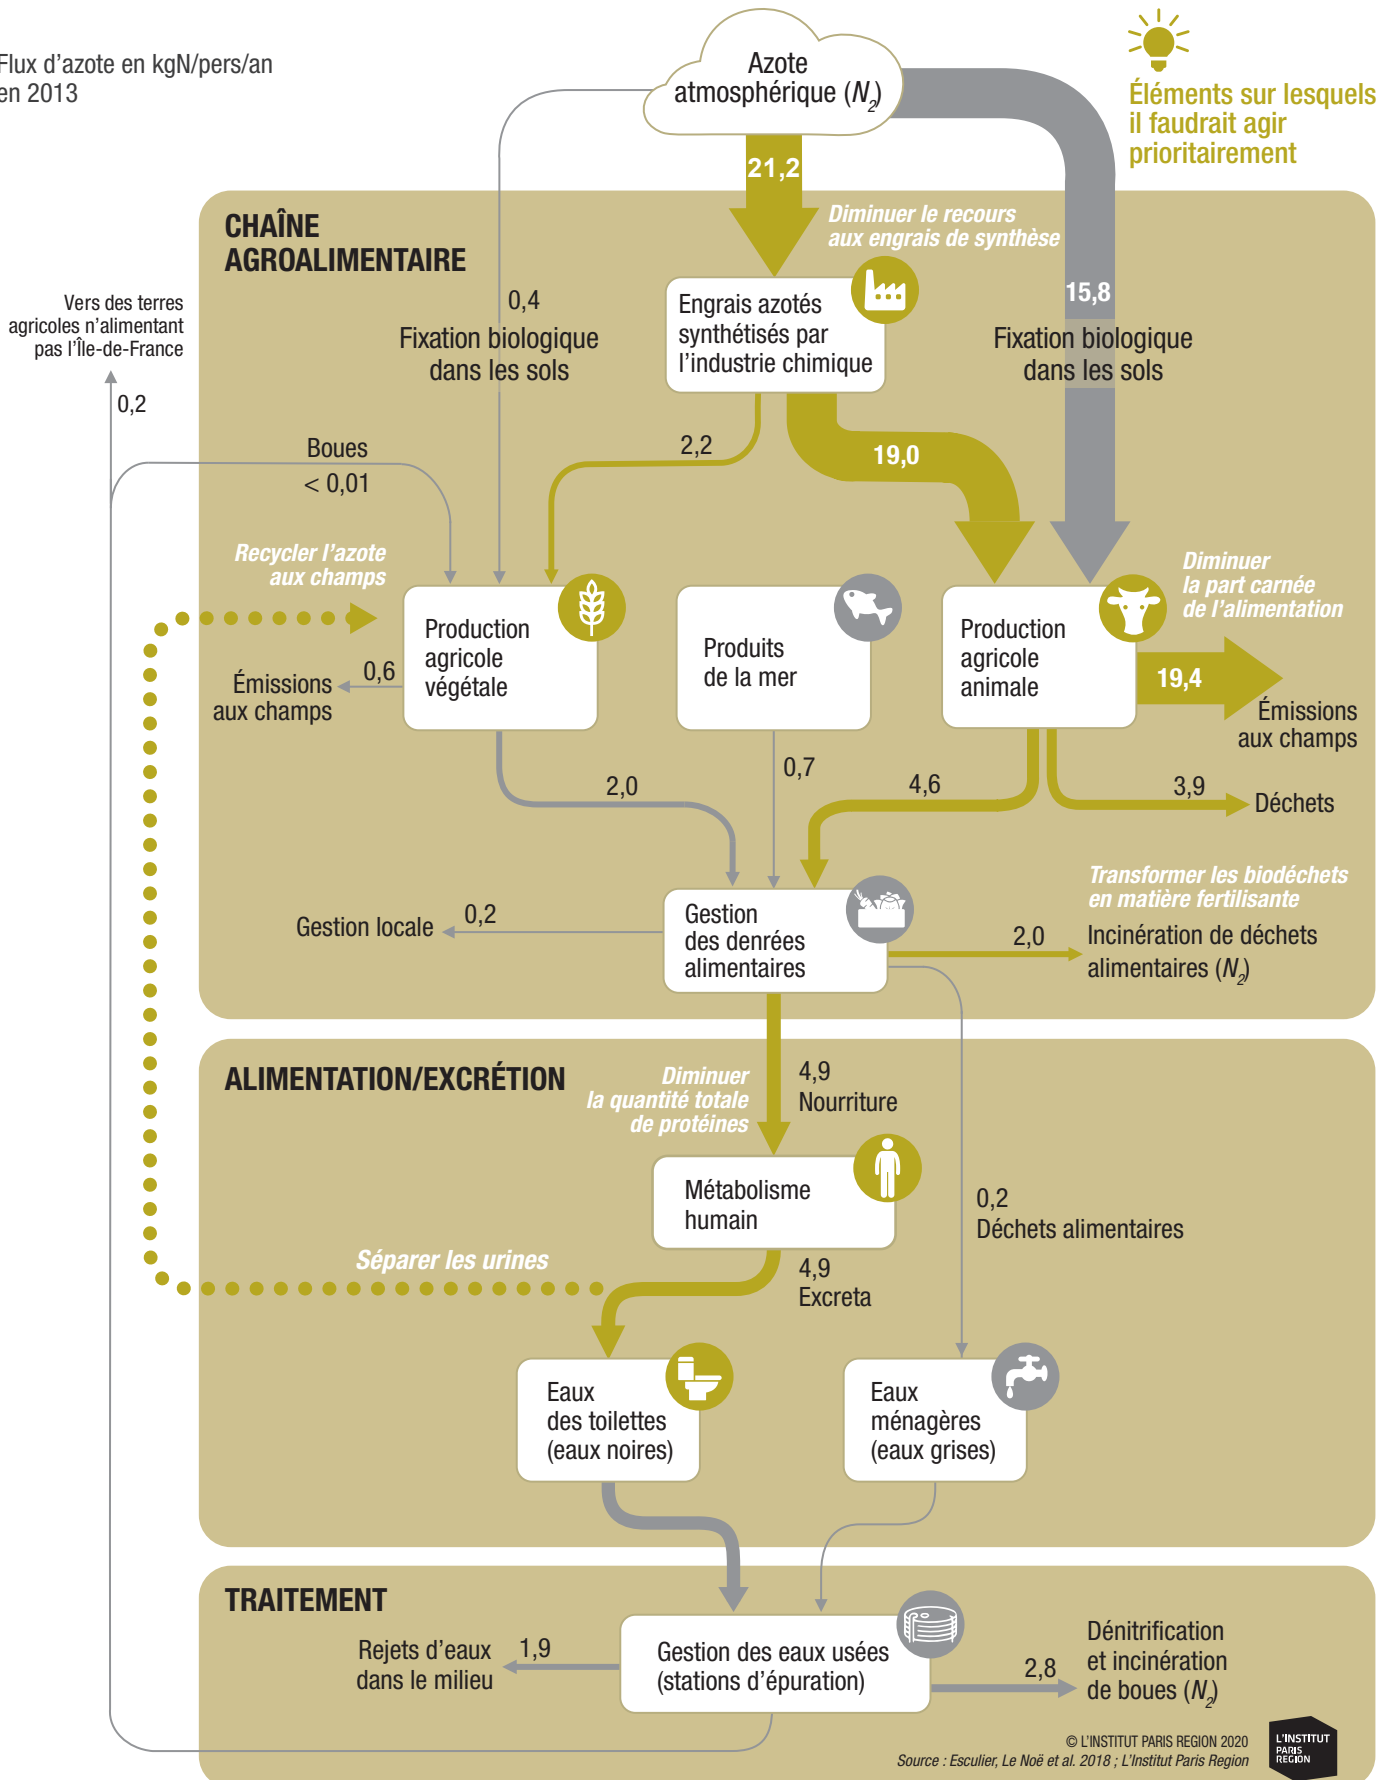 Flux d'azote en kgN/pers/an
en 2013
Azote
atmosphérique (N2)
Éléments sur lesquels
il faudrait agir
prioritairement
21,2
CHAÎNE
AGROALIMENTAIRE
Diminuer le recours
aux engrais de synthèse
Vers des terres
agricoles n'alimentant
pas l'Île-de-France
0,2
0,4
Fixation biologique
dans les sols
Engrais azotés
synthétisés par
l'industrie chimique
15,8
Fixation biologique
dans les sols
Boues
< 0,01
2,2
19,0
Recycler l'azote
aux champs
Diminuer
la part carnée
de l'alimentation
Production
agricole
végétale
Produits
de la mer
Production
agricole
animale
0,6
Émissions
aux champs
19,4
Émissions
aux champs
2,0
0,7
4,6
3,9
Déchets
Transformer les biodéchets
en matière fertilisante
Gestion locale
0,2
Gestion
des denrées
alimentaires
2,0
Incinération de déchets
alimentaires (N2)
ALIMENTATION/EXCRÉTION
Diminuer
la quantité totale
de protéines
4,9
Nourriture
Métabolisme
humain
0,2
Déchets alimentaires
Séparer les urines
4,9
Excreta
Eaux
des toilettes
(eaux noires)
Eaux
ménagères
(eaux grises)
TRAITEMENT
Rejets d'eaux
dans le milieu
1,9
Gestion des eaux usées
(stations d'épuration)
2,8
Dénitrification
et incinération
de boues (N2)
© L'INSTITUT PARIS REGION 2020
Source : Esculier, Le Noë et al. 2018 ; L'Institut Paris Region
L'INSTITUT
PARIS
REGION